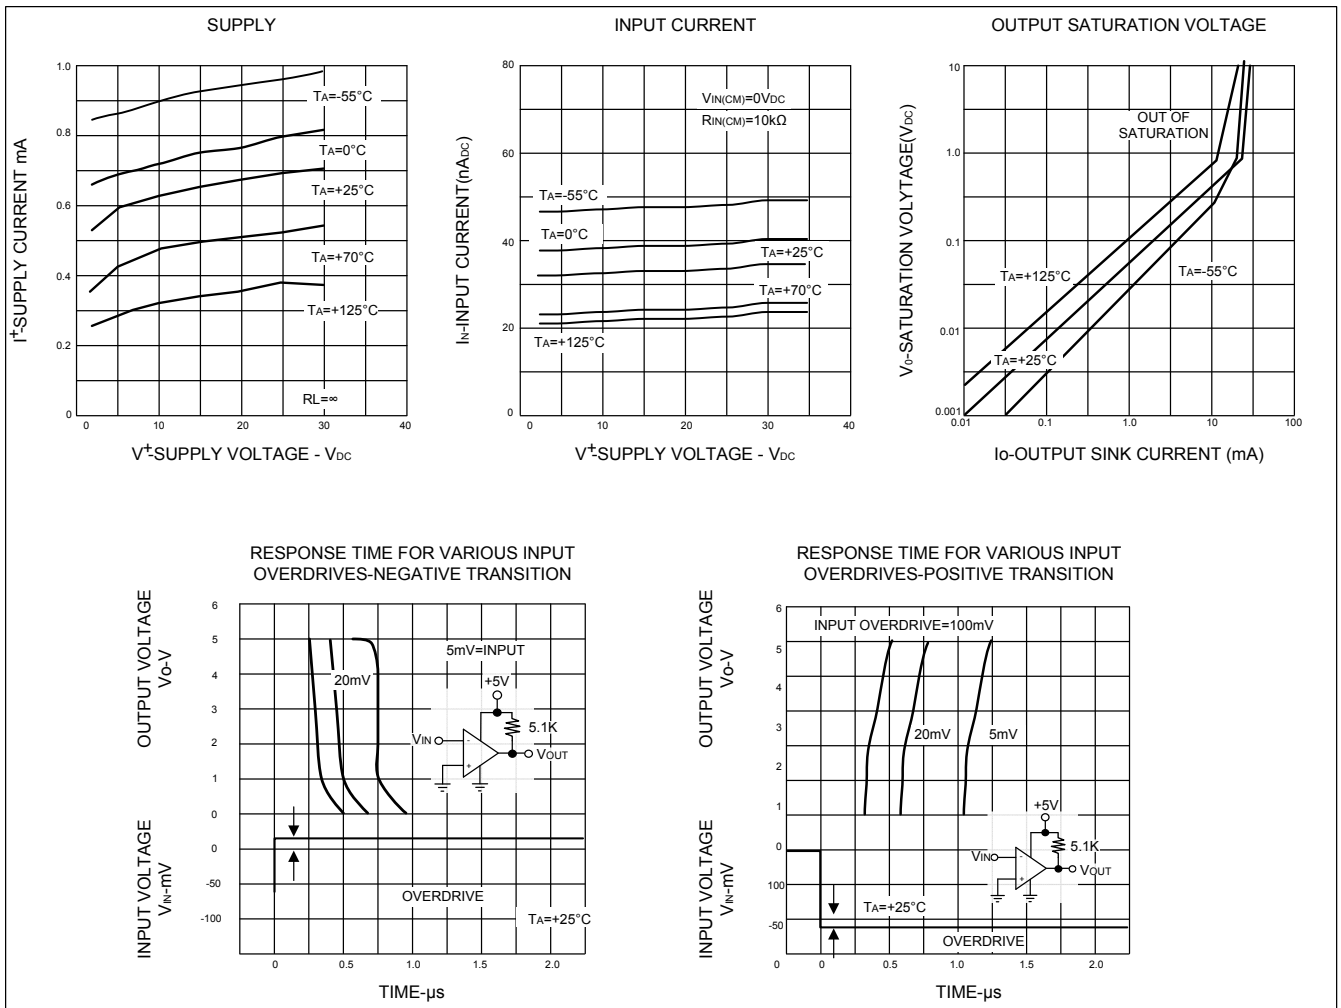 SUPPLY
I+-SUPPLY CURRENT mA
1.0
0.8
0.6
0.4
0.2
0
TA=-55°C
TA=0°C
TA=+25°C
TA=+70°C
TA=+125°C
RL=∞
0 10 20 30 40
V+-SUPPLY VOLTAGE - VDC
INPUT CURRENT
IN-INPUT CURRENT(nADC)
80
60
40
20
0
VIN(CM)=0VDC
RIN(CM)=10kΩ
TA=-55°C
TA=0°C
TA=+25°C
TA=+70°C
TA=+125°C
0 10 20 30 40
V+-SUPPLY VOLTAGE - VDC
OUTPUT SATURATION VOLTAGE
V0-SATURATION VOLYTAGE(VDC)
10
1.0
0.1
0.01
0.001
OUT OF
SATURATION
TA=+125°C
TA=-55°C
TA=+25°C
0.01 0.1 1.0 10 100
Io-OUTPUT SINK CURRENT (mA)
RESPONSE TIME FOR VARIOUS INPUT
OVERDRIVES-NEGATIVE TRANSITION
OUTPUT VOLTAGE
Vo-V
6
5
4
3
2
1
0
5mV=INPUT
20mV
+5V
5.1K
VIN
-
+
VOUT
INPUT VOLTAGE
VIN-mV
0
-50
-100
OVERDRIVE
TA=+25°C
0 0.5 1.0 1.5 2.0
TIME-µs
RESPONSE TIME FOR VARIOUS INPUT
OVERDRIVES-POSITIVE TRANSITION
OUTPUT VOLTAGE
Vo-V
6
5
4
3
2
1
0
INPUT OVERDRIVE=100mV
20mV
5mV
+5V
5.1K
VIN
-
+
VOUT
INPUT VOLTAGE
VIN-mV
100
-50
TA=+25°C
OVERDRIVE
0 0 0.5 1.0 1.5 2.0
TIME-µs